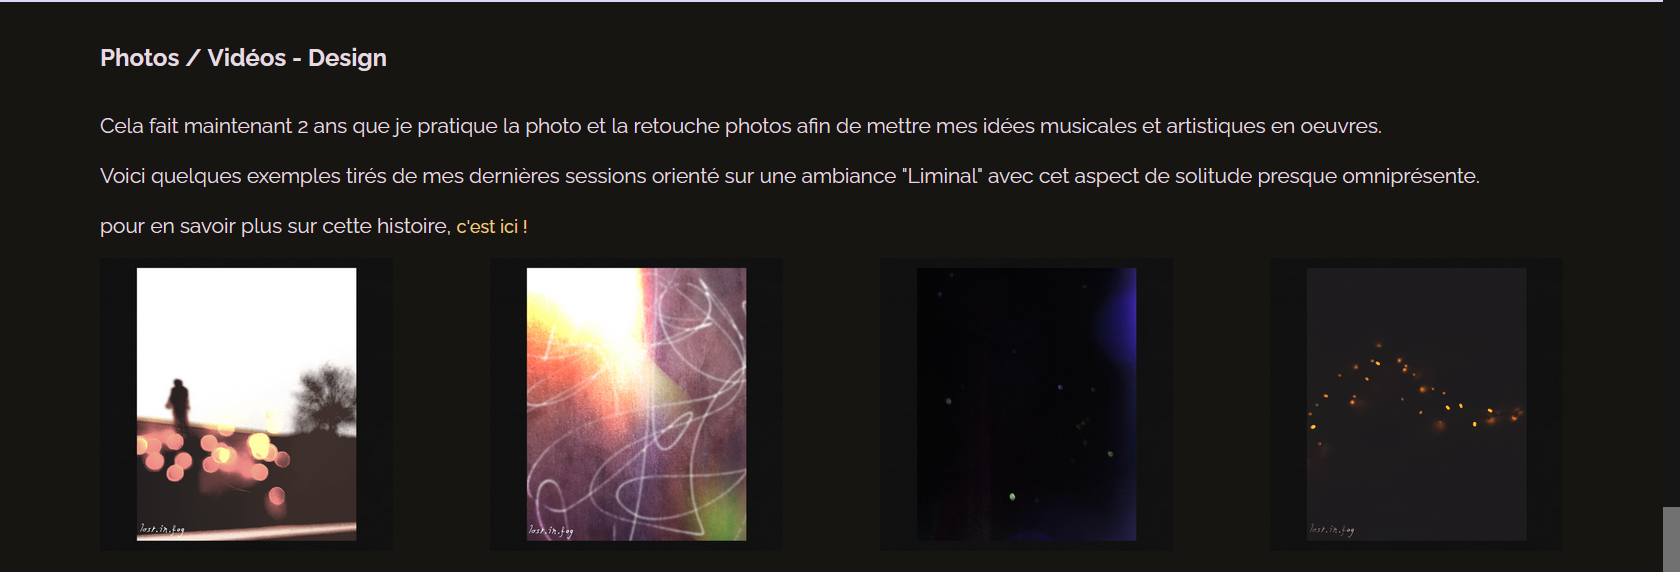 Photos / Vidéos - Design
Cela fait maintenant 2 ans que je pratique la photo et la retouche photos afin de mettre mes idées musicales et artistiques en oeuvres.
Voici quelques exemples tirés de mes dernières sessions orienté sur une ambiance "Liminal" avec cet aspect de solitude presque omniprésente.
pour en savoir plus sur cette histoire, c'est ici !
lost.in.fog
lost.in.fog
lost.in.fog